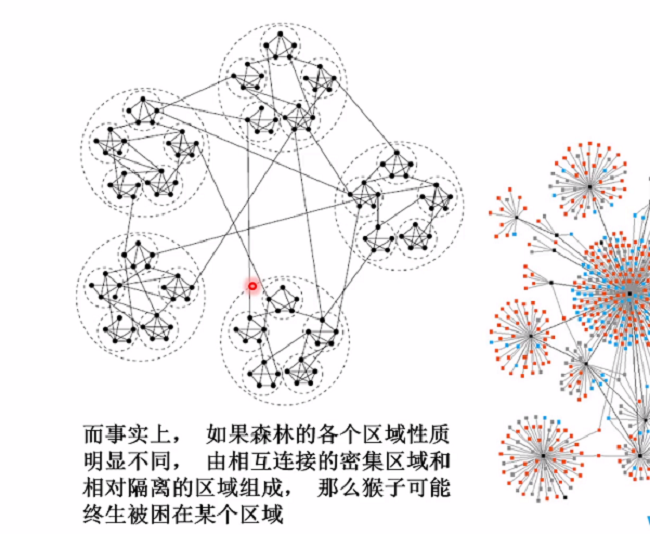 而事实上， 如果森林的各个区域性质
明显不同， 由相互连接的密集区域和
相对隔离的区域组成， 那么猴子可能
终生被困在某个区域